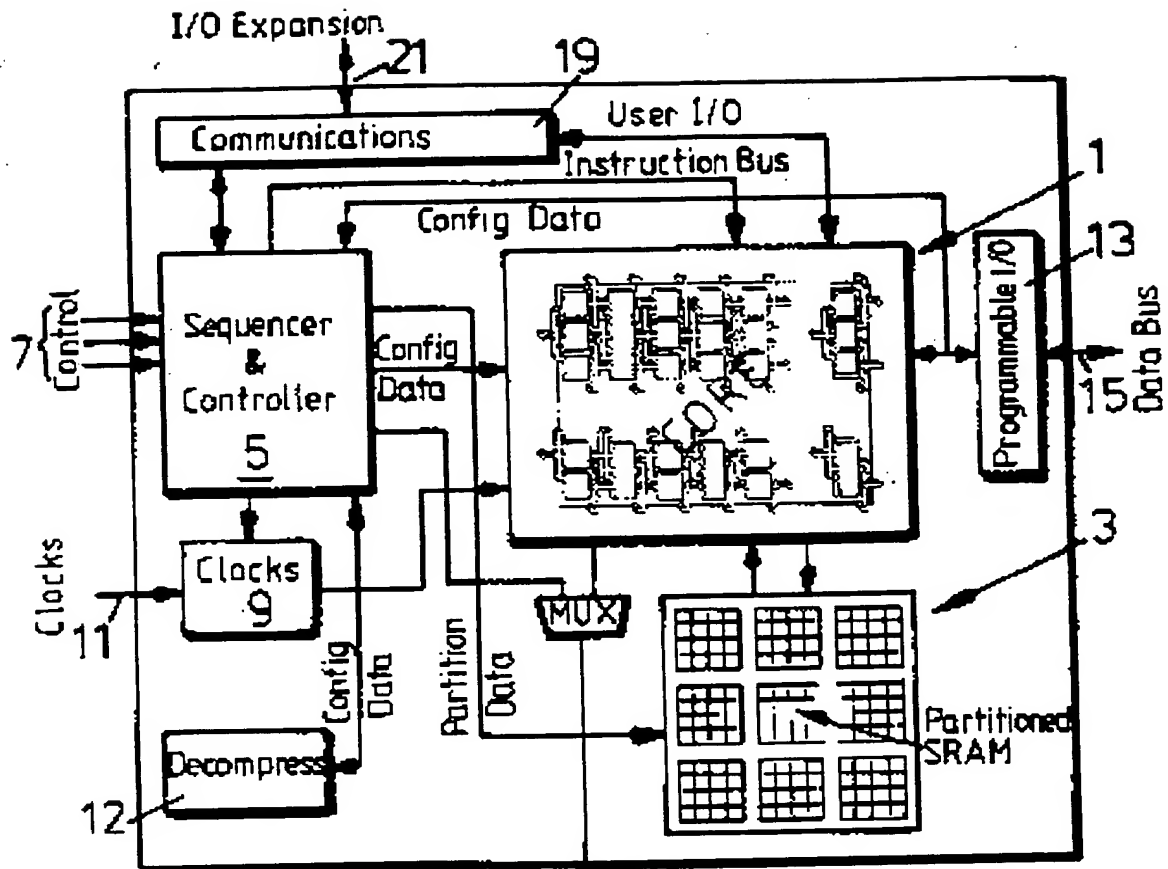 I/O Expansion
21
19
Communications
User I/O
Instruction Bus
1
Config Data
13
Programmable I/O
7
Control
Sequencer
&
Controller
5
Config
Data
CORE
15
Data Bus
Clocks
11
Clocks
9
MUX
3
Config
Data
Partition
Data
Partitioned
SRAM
Decompress
12